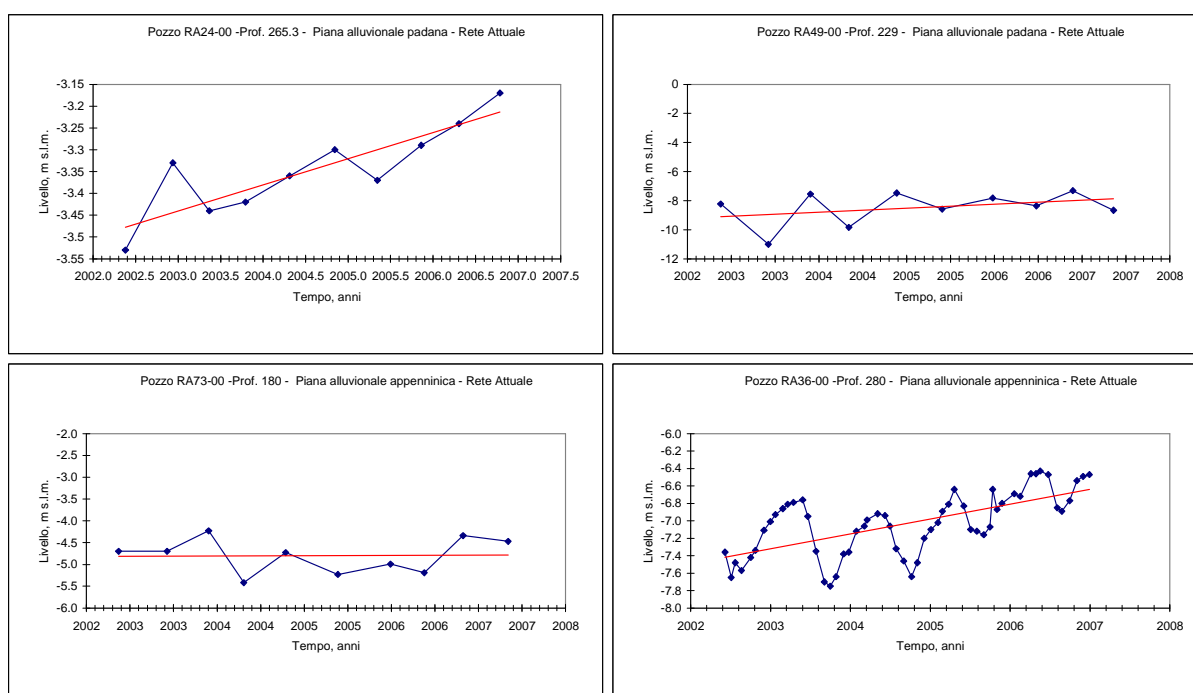 Pozzo RA24-00 -Prof. 265.3 - Piana alluvionale padana - Rete Attuale
-3.15
-3.2
-3.25
-3.3
-3.35
-3.4
-3.45
-3.5
-3.55
Livello, m s.l.m.
2002.0 2002.5 2003.0 2003.5 2004.0 2004.5 2005.0 2005.5 2006.0 2006.5 2007.0 2007.5
Tempo, anni
Pozzo RA49-00 -Prof. 229 - Piana alluvionale padana - Rete Attuale
0
-2
-4
-6
-8
-10
-12
Livello, m s.l.m.
2002 2003 2003 2004 2004 2005 2005 2006 2006 2007 2007 2008
Tempo, anni
Pozzo RA73-00 -Prof. 180 - Piana alluvionale appenninica - Rete Attuale
-2.0
-2.5
-3.0
-3.5
-4.0
-4.5
-5.0
-5.5
-6.0
Livello, m s.l.m.
2002 2003 2003 2004 2004 2005 2005 2006 2006 2007 2007 2008
Tempo, anni
Pozzo RA36-00 -Prof. 280 - Piana alluvionale appenninica - Rete Attuale
-6.0
-6.2
-6.4
-6.6
-6.8
-7.0
-7.2
-7.4
-7.6
-7.8
-8.0
Livello, m s.l.m.
2002 2003 2004 2005 2006 2007 2008
Tempo, anni